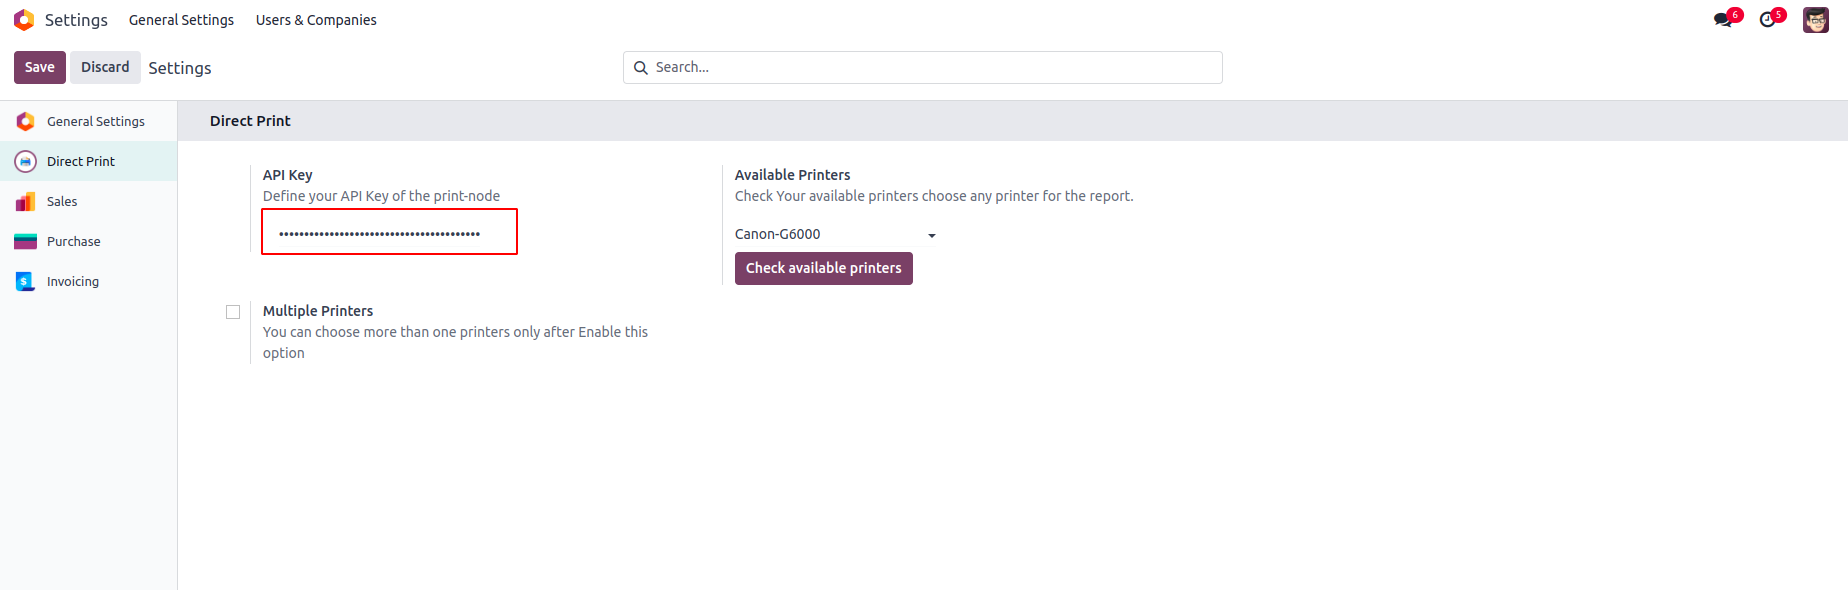 Settings General Settings Users & Companies 6 5
Save Discard Settings Search...
General Settings
Direct Print
Sales
Purchase
Invoicing
Direct Print
API Key
Define your API Key of the print-node
••••••••••••••••••••••••••••••••••••••••
Available Printers
Check Your available printers choose any printer for the report.
Canon-G6000
Check available printers
Multiple Printers
You can choose more than one printers only after Enable this
option